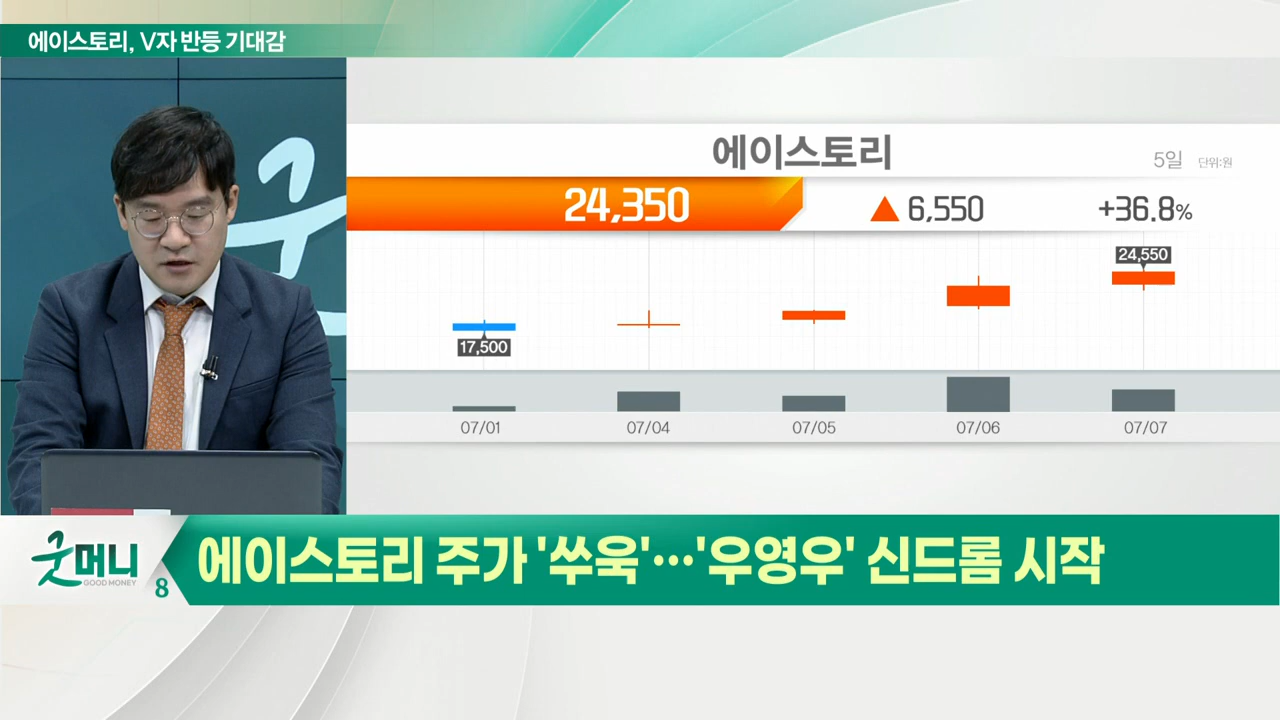 에이스토리, V자 반등 기대감
에이스토리
5일 단위:원
24,350 ▲ 6,550 +36.8%
24,550
17,500
07/01 07/04 07/05 07/06 07/07
굿머니
GOOD MONEY
8
에이스토리 주가 '쑤욱'…'우영우' 신드롬 시작